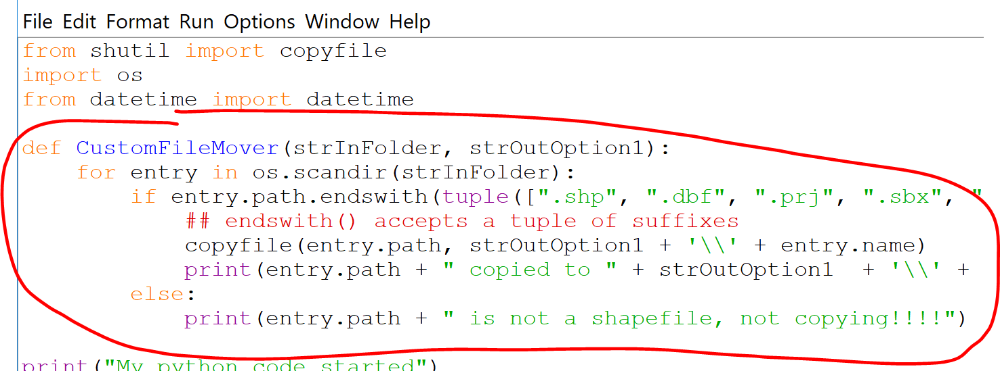 File Edit Format Run Options Window Help
from shutil import copyfile
import os
from datetime import datetime
def CustomFileMover(strInFolder, strOutOption1):
    for entry in os.scandir(strInFolder):
        if entry.path.endswith(tuple([".shp", ".dbf", ".prj", ".sbx", "
            ## endswith() accepts a tuple of suffixes
            copyfile(entry.path, strOutOption1 + '\\' + entry.name)
            print(entry.path + " copied to " + strOutOption1  + '\\' +
        else:
            print(entry.path + " is not a shapefile, not copying!!!!")
print("My python code started")